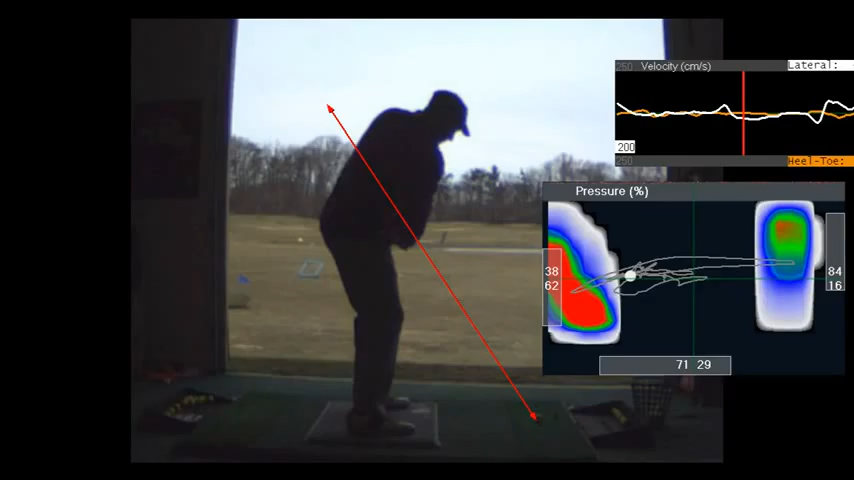 250 Velocity (cm/s) Lateral:
200
250 Heel-Toe:
Pressure (%)
38
62
84
16
71 29